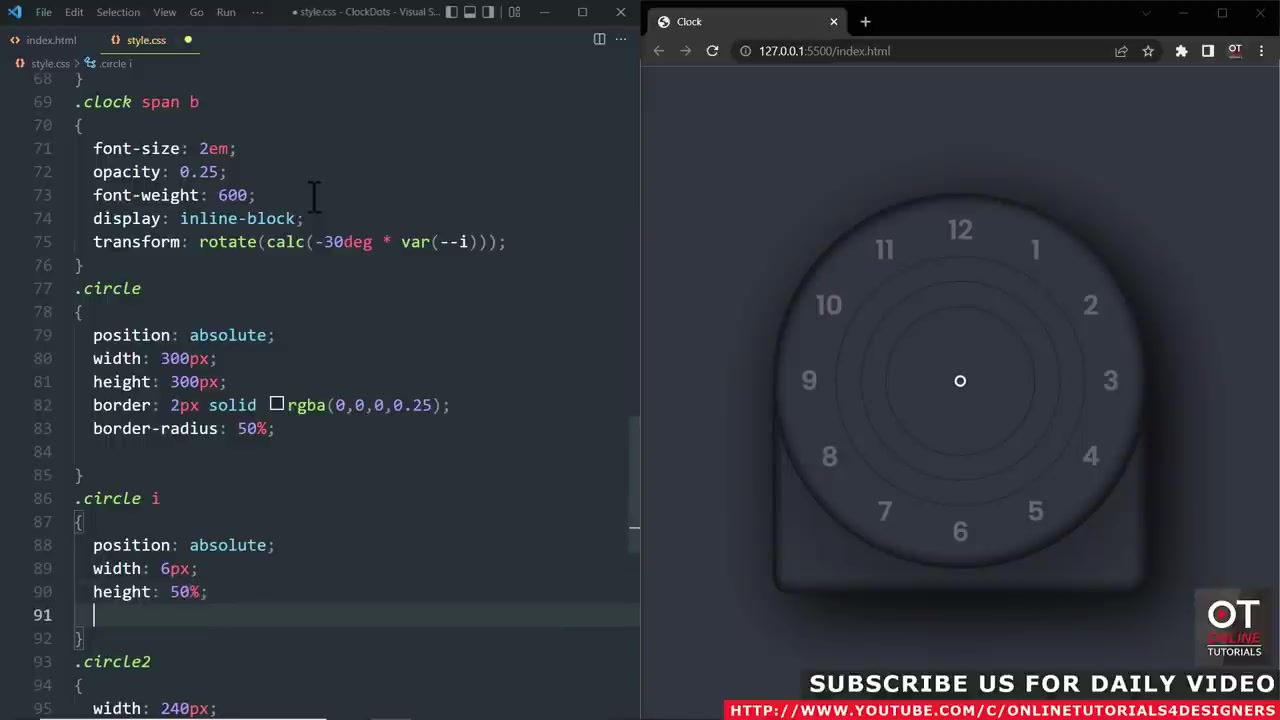 File Edit Selection View Go Run ··· ● style.css - ClockDots - Visual S...
index.html style.css ● ···
style.css > .circle i
68 }
69 .clock span b
70 {
71 font-size: 2em;
72 opacity: 0.25;
73 font-weight: 600;
74 display: inline-block;
75 transform: rotate(calc(-30deg * var(--i)));
76 }
77 .circle
78 {
79 position: absolute;
80 width: 300px;
81 height: 300px;
82 border: 2px solid rgba(0,0,0,0.25);
83 border-radius: 50%;
84
85 }
86 .circle i
87 {
88 position: absolute;
89 width: 6px;
90 height: 50%;
91
92 }
93 .circle2
94 {
95 width: 240px;
Clock
127.0.0.1:5500/index.html
OT
12
11 1
10 2
9 3
8 4
7 5
6
OT
ONLINE
TUTORIALS
SUBSCRIBE US FOR DAILY VIDEO
HTTP://WWW.YOUTUBE.COM/C/ONLINETUTORIALS4DESIGNERS